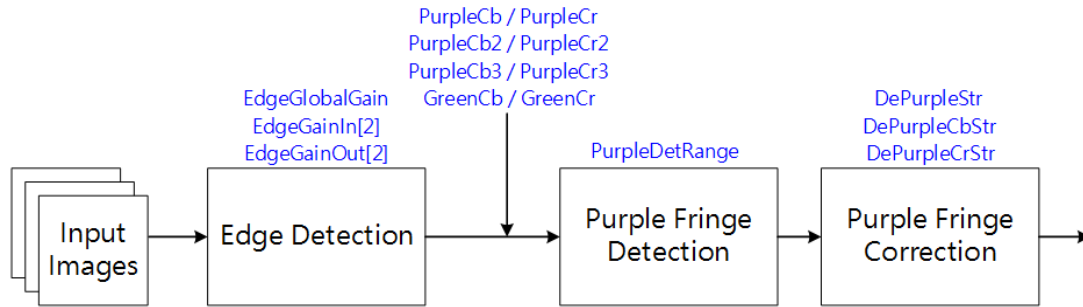 PurpleCb / PurpleCr
PurpleCb2 / PurpleCr2
PurpleCb3 / PurpleCr3
GreenCb / GreenCr
EdgeGlobalGain
EdgeGainIn[2]
EdgeGainOut[2]
PurpleDetRange
DePurpleStr
DePurpleCbStr
DePurpleCrStr
Input
Images
Edge Detection
Purple Fringe
Detection
Purple Fringe
Correction